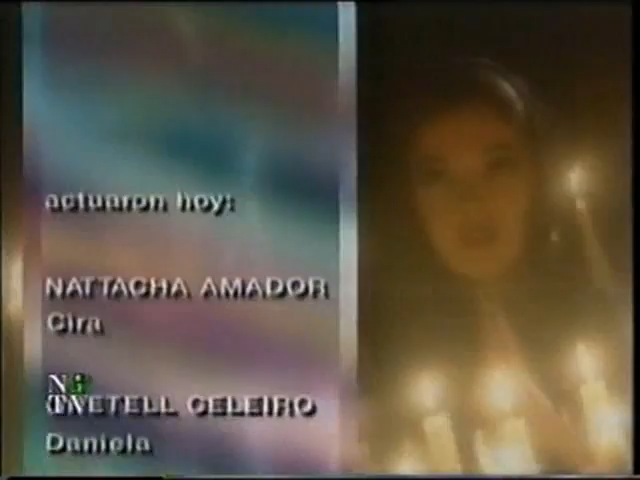 actuaron hoy:
NATTACHA AMADOR
Cira
CELEIRO
Daniela